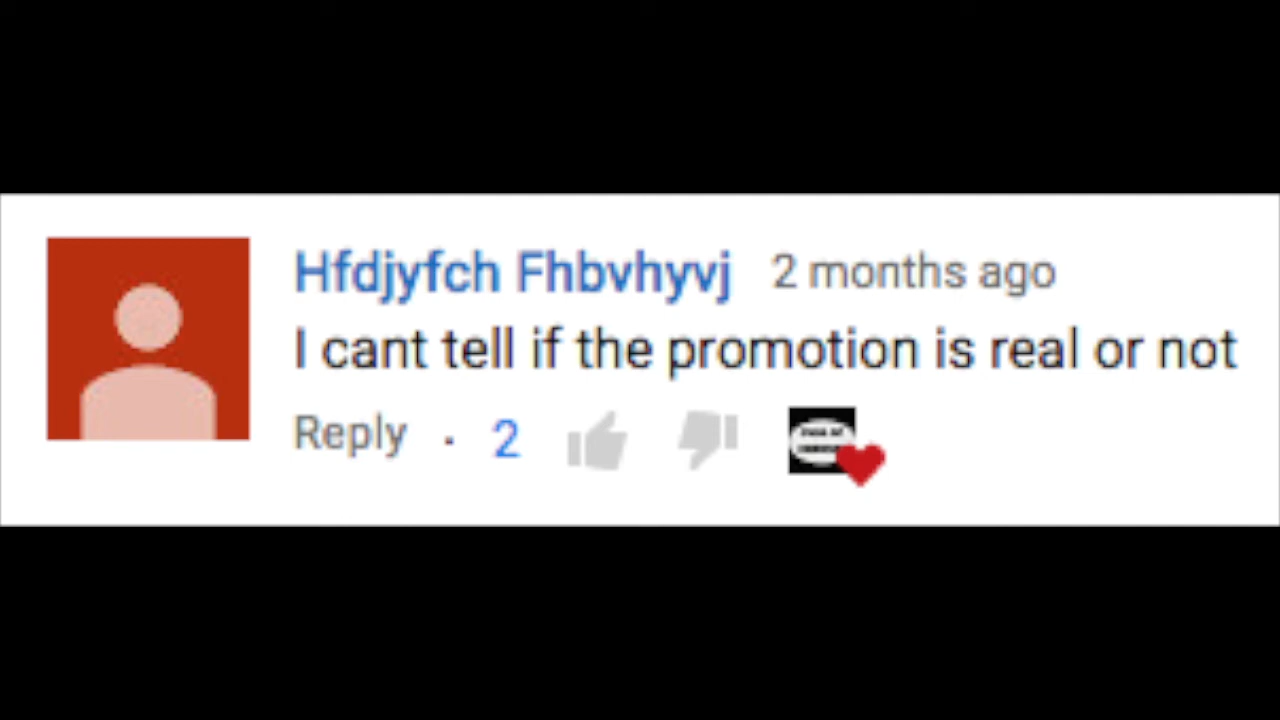 Hfdjyfch Fhbvhyvj 2 months ago
I cant tell if the promotion is real or not
Reply · 2